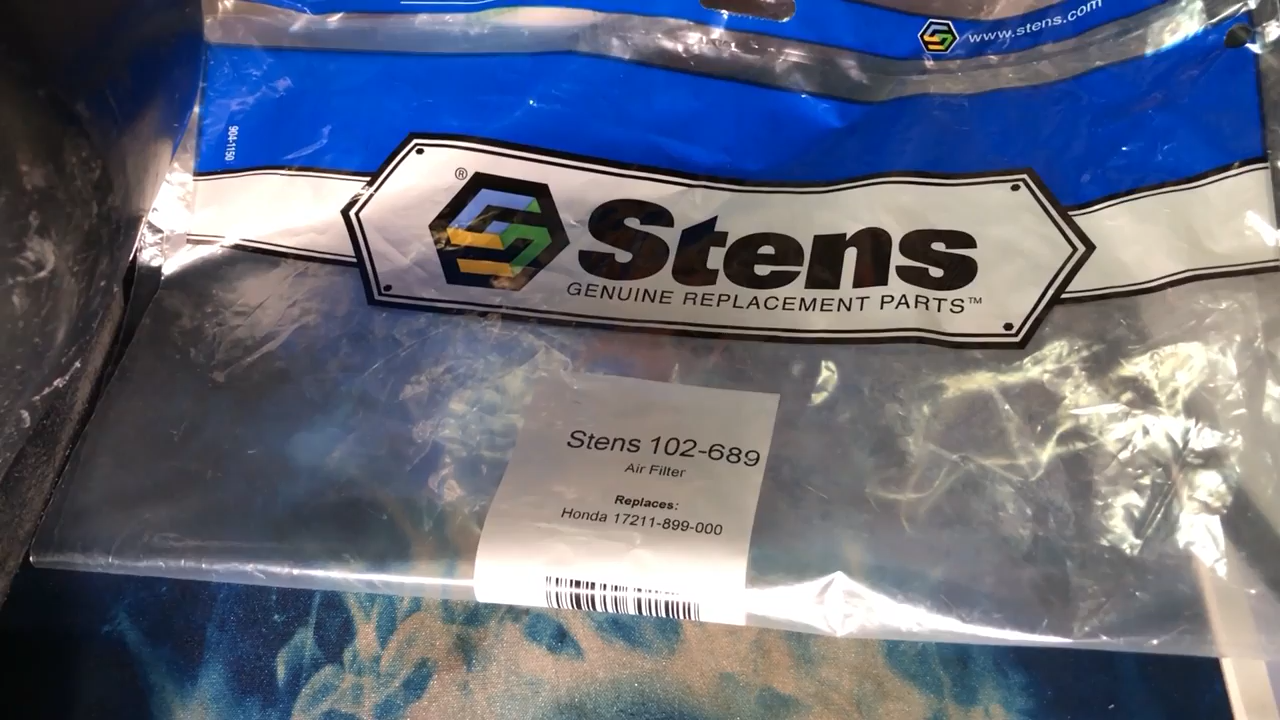 www.stens.com
904-1150
®
Stens
GENUINE REPLACEMENT PARTS™
Stens 102-689
Air Filter
Replaces:
Honda 17211-899-000